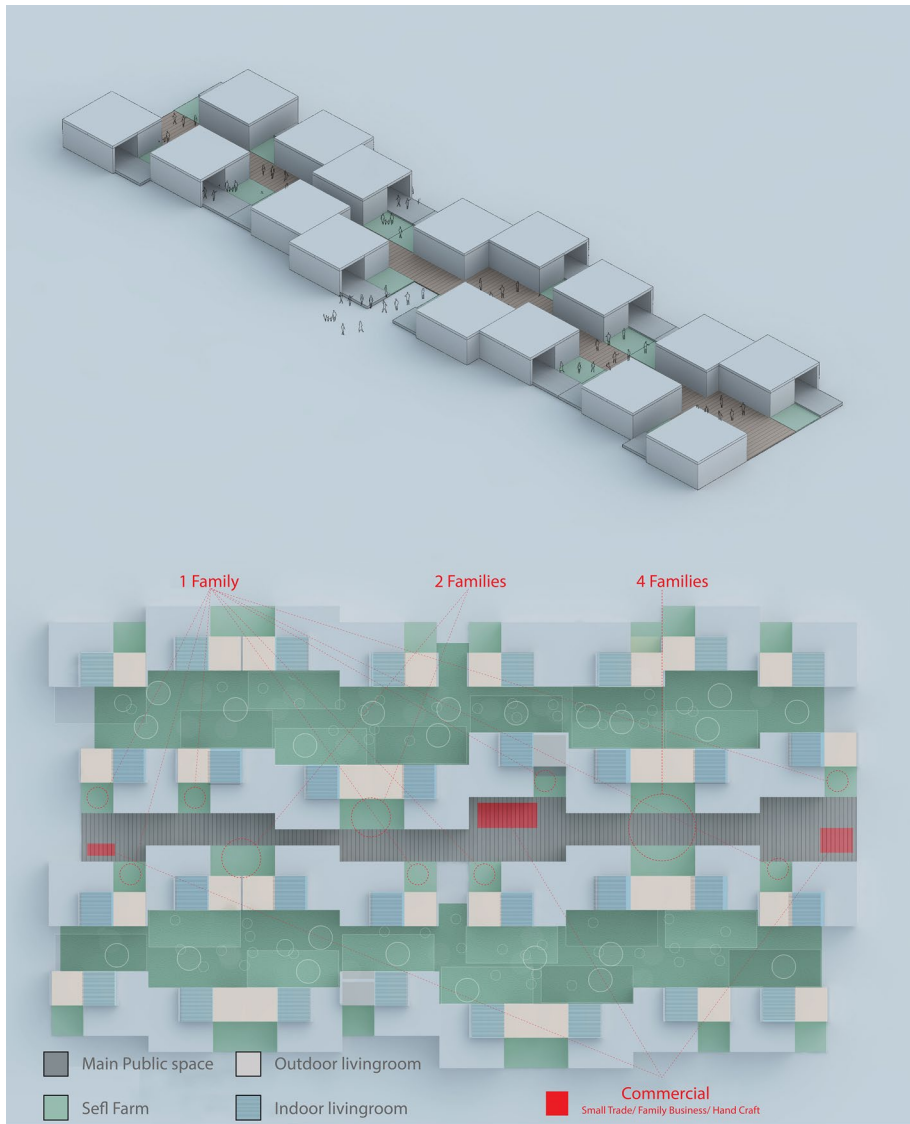 1 Family
2 Families
4 Families
Main Public space
Outdoor livingroom
Sefl Farm
Indoor livingroom
Commercial
Small Trade/ Family Business/ Hand Craft